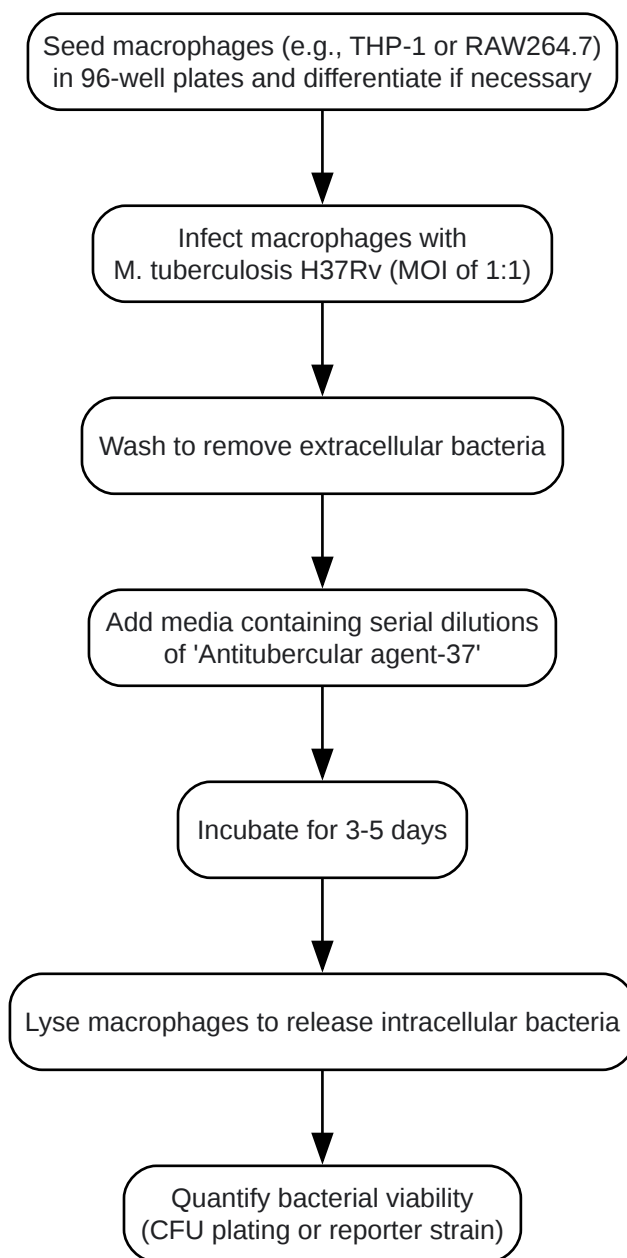 Seed macrophages (e.g., THP-1 or RAW264.7)
in 96-well plates and differentiate if necessary
Infect macrophages with
M. tuberculosis H37Rv (MOI of 1:1)
Wash to remove extracellular bacteria
Add media containing serial dilutions
of 'Antitubercular agent-37'
Incubate for 3-5 days
Lyse macrophages to release intracellular bacteria
Quantify bacterial viability
(CFU plating or reporter strain)